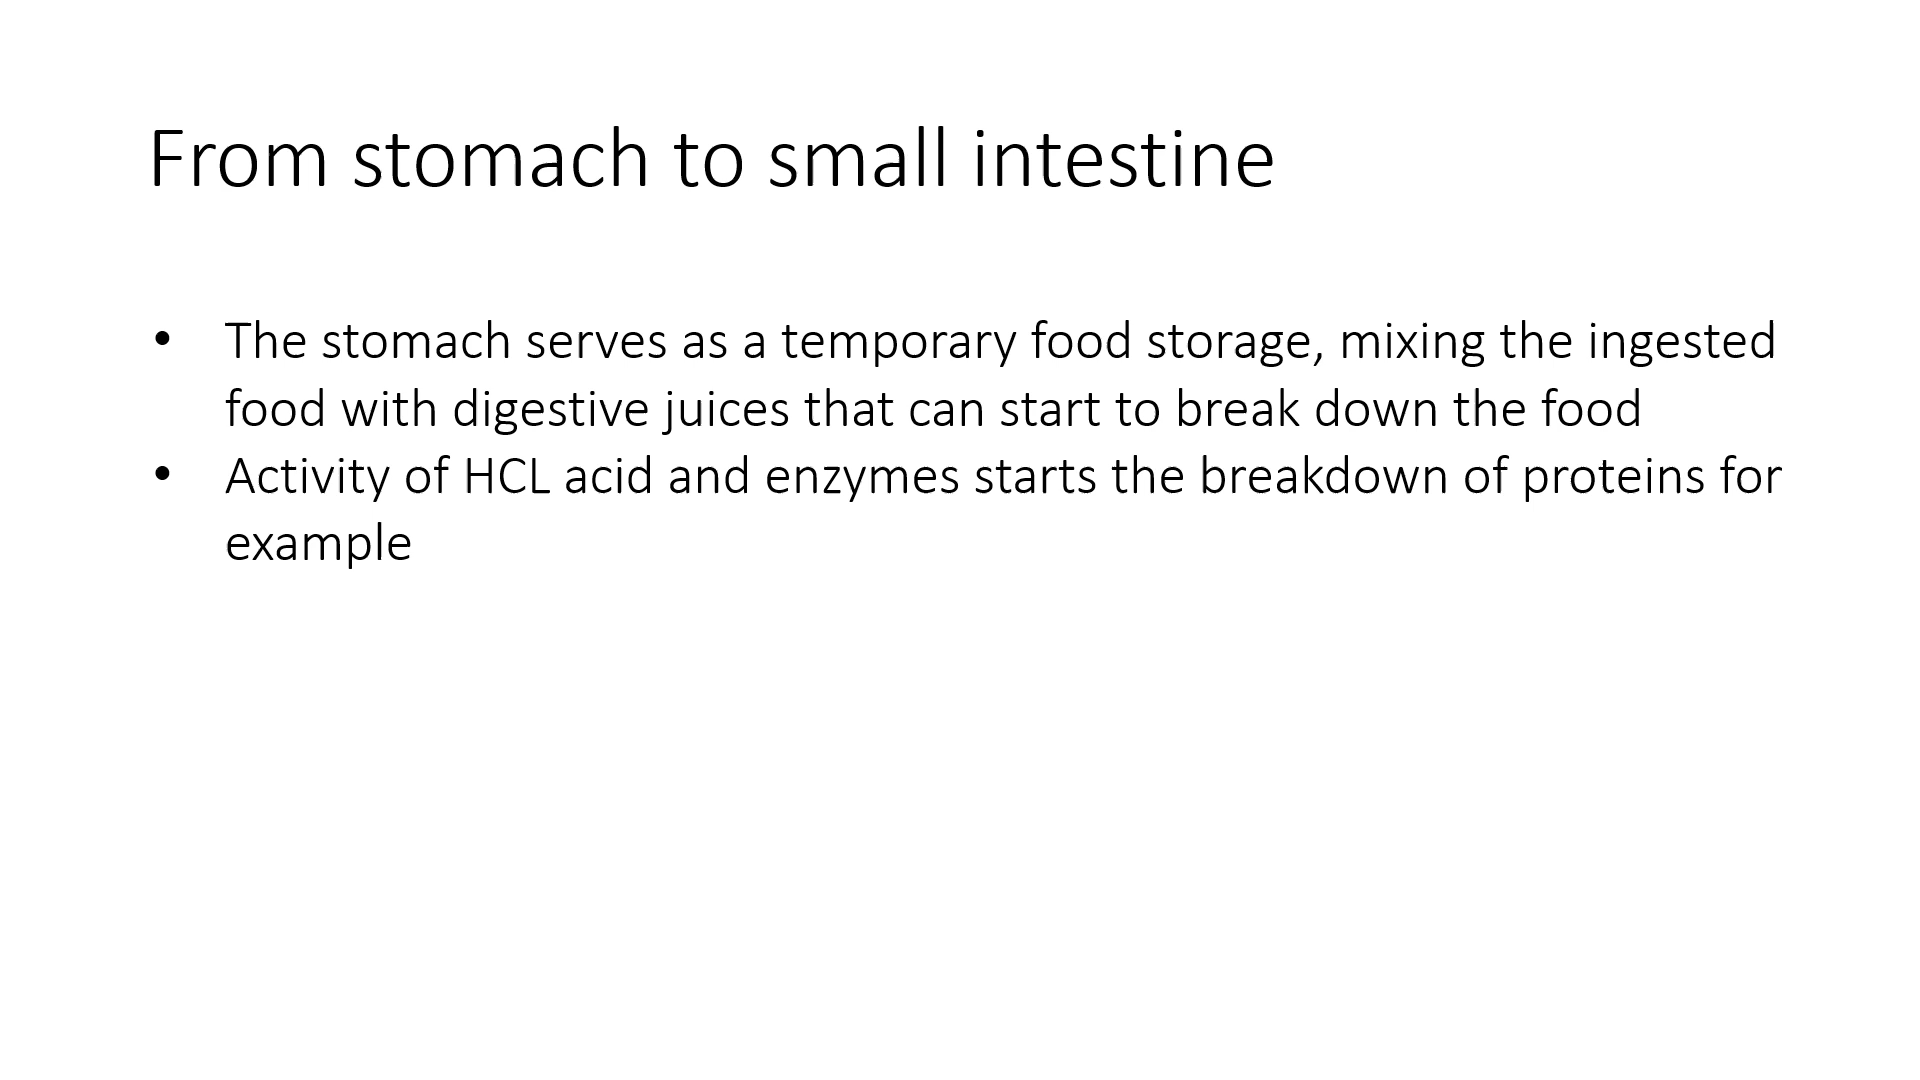 From stomach to small intestine
• The stomach serves as a temporary food storage, mixing the ingested
food with digestive juices that can start to break down the food
• Activity of HCL acid and enzymes starts the breakdown of proteins for
example